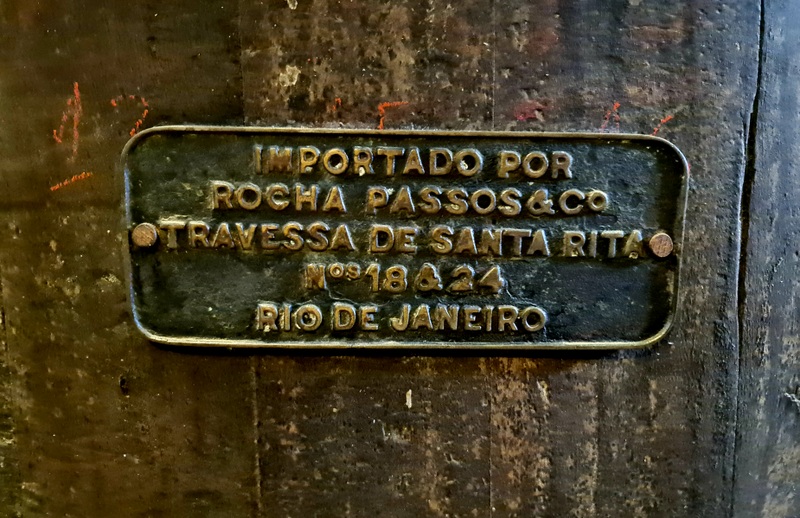 IMPORTADO POR
ROCHA PASSOS & Cº
TRAVESSA DE SANTA RITA
Nºˢ 18 & 24
RIO DE JANEIRO